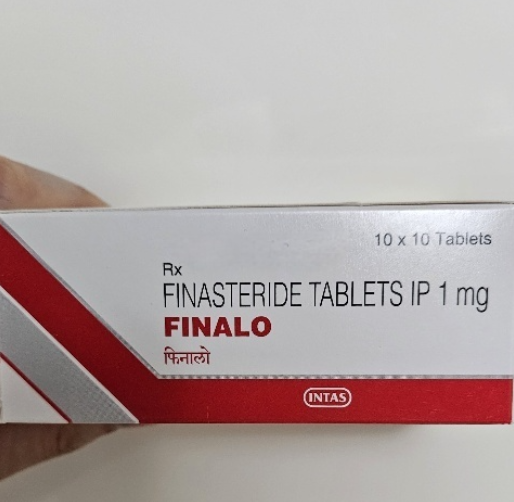 10 x 10 Tablets
Rx
FINASTERIDE TABLETS IP 1 mg
FINALO
फिनालो
INTAS